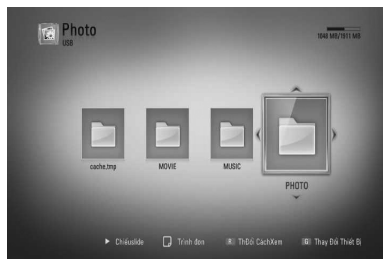 Photo
USB
1048 MB/1911 MB
cache.tmp
MOVIE
MUSIC
PHOTO
Chiếuslide
Trình đơn
R ThĐổi CáchXem
G Thay Đổi Thiết Bị